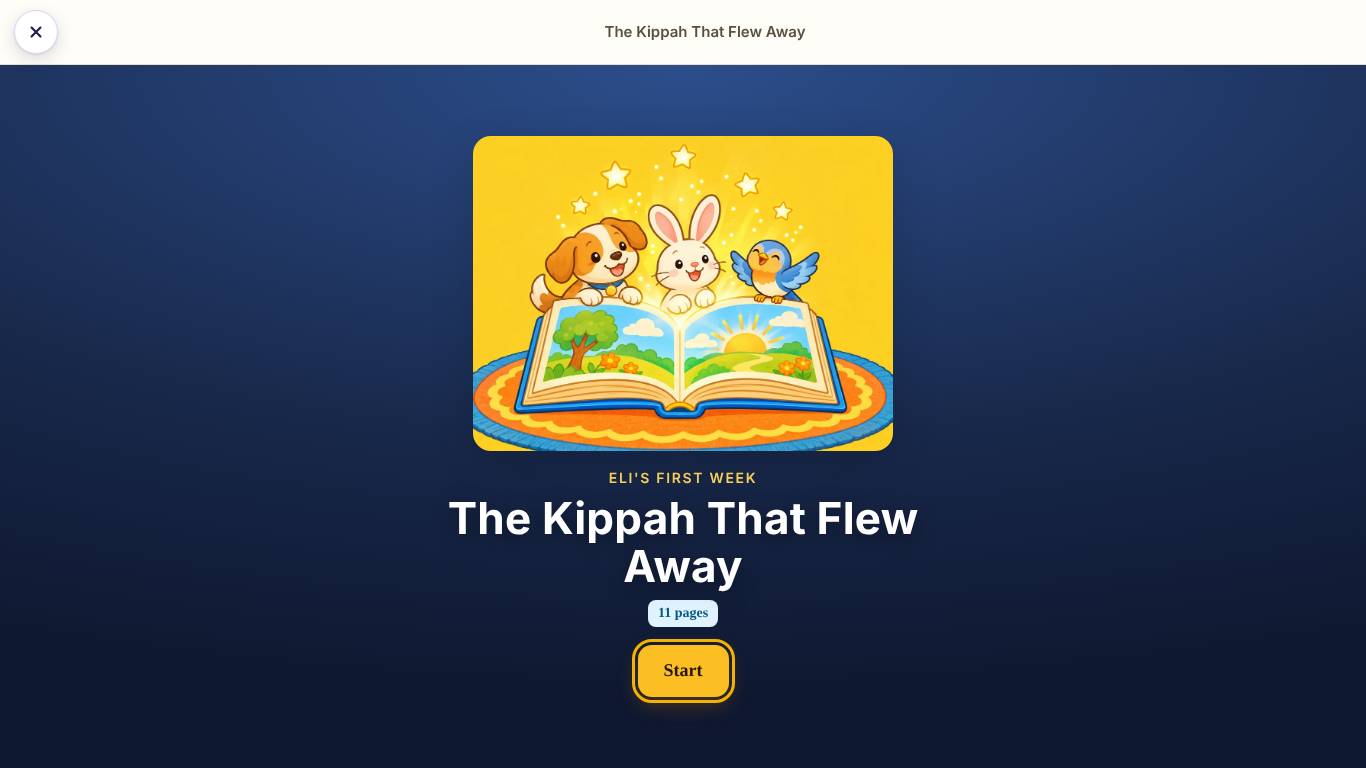 The Kippah That Flew Away
ELI'S FIRST WEEK
The Kippah That Flew
Away
11 pages
Start